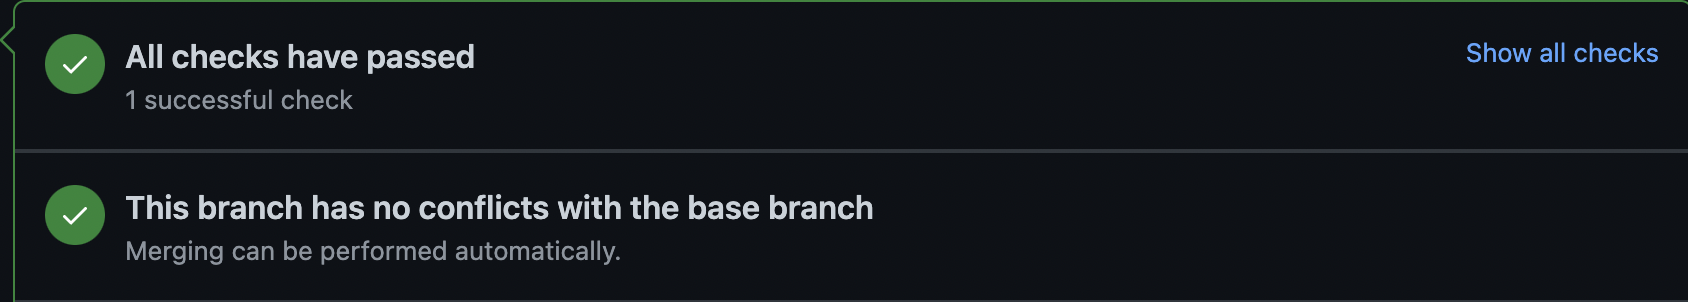 All checks have passed
Show all checks
1 successful check
This branch has no conflicts with the base branch
Merging can be performed automatically.